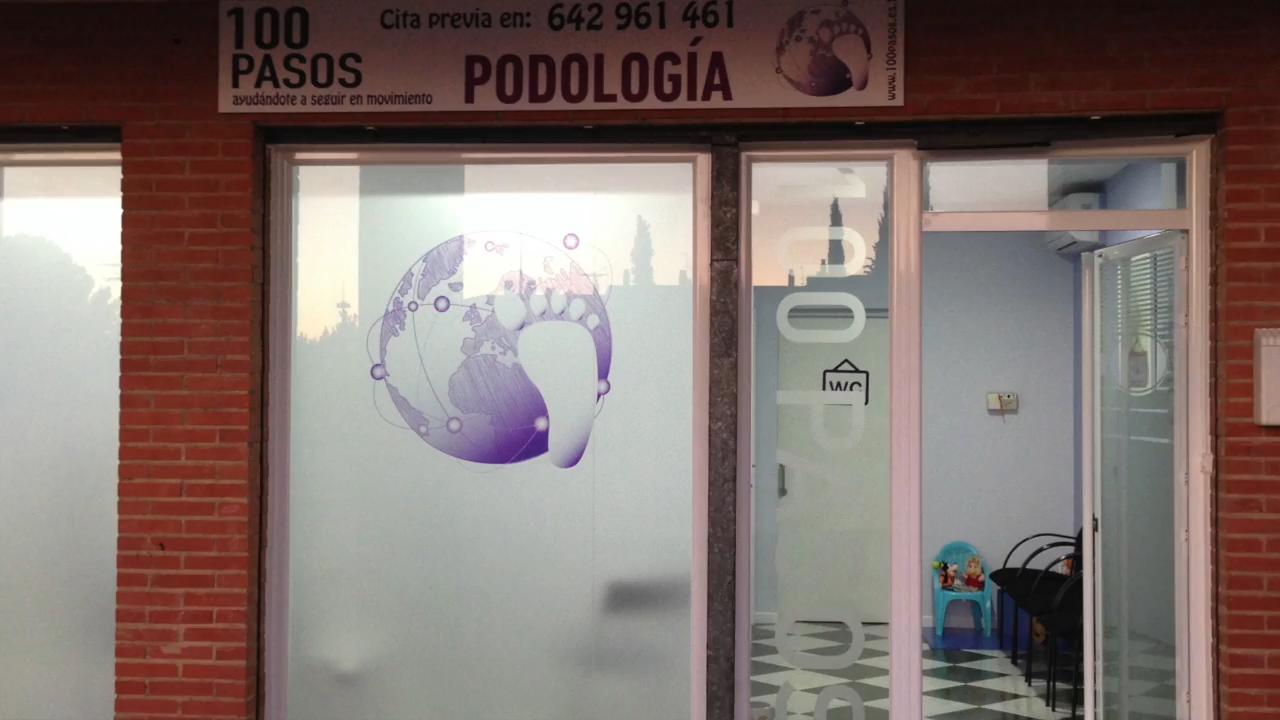 100
PASOS
ayudándote a seguir en movimiento
Cita previa en: 642 961 461
PODOLOGÍA
www.100pasos.es
100 PASOS
WC